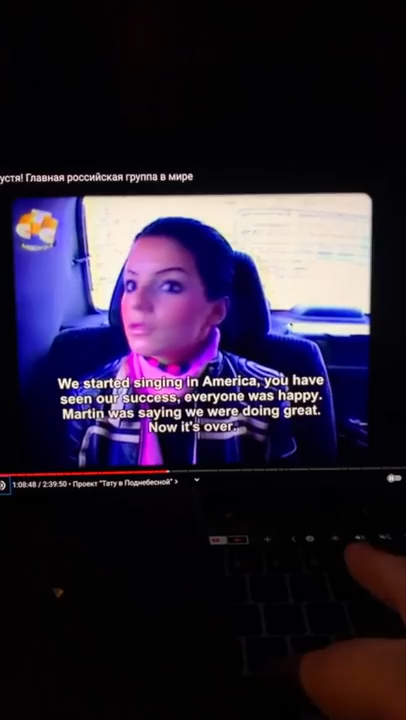 устя! Главная российская группа в мире
We started singing in America, you have
seen our success, everyone was happy.
Martin was saying we were doing great.
Now it's over.
1:08:48 / 2:39:50 • Проект "Тату в Поднебесной" >